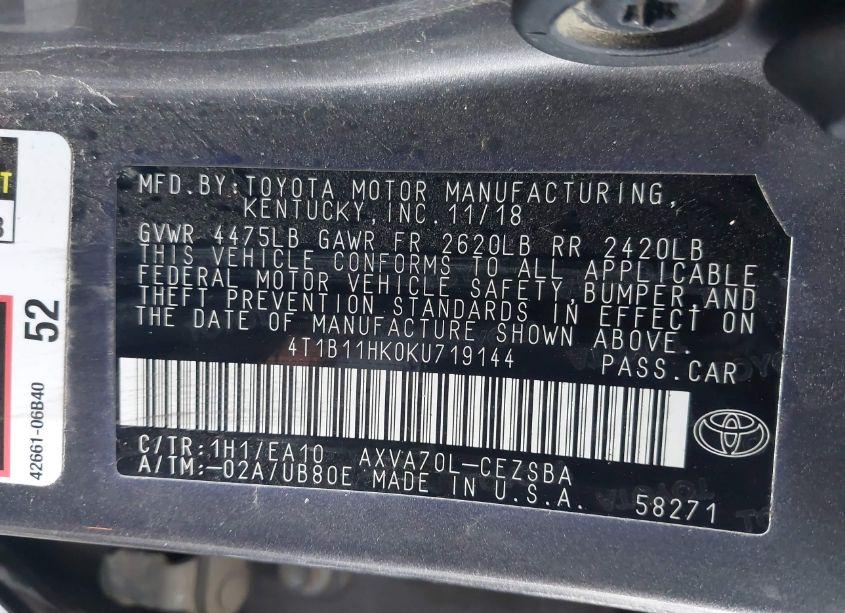 MFD.BY:TOYOTA MOTOR MANUFACTURING,
KENTUCKY,INC.11/18
GVWR 4475LB GAWR FR 2620LB RR 2420LB
THIS VEHICLE CONFORMS TO ALL APPLICABLE
FEDERAL MOTOR VEHICLE SAFETY,BUMPER,AND
THEFT PREVENTION STANDARDS IN EFFECT ON
THE DATE OF MANUFACTURE SHOWN ABOVE.
4T1B11HK0KU719144 PASS.CAR
C/TR:1H1/EA10 AXVA70L-CEZSBA
A/TM:-02A/UB80E MADE IN U.S.A. 58271
52
42661-06B40